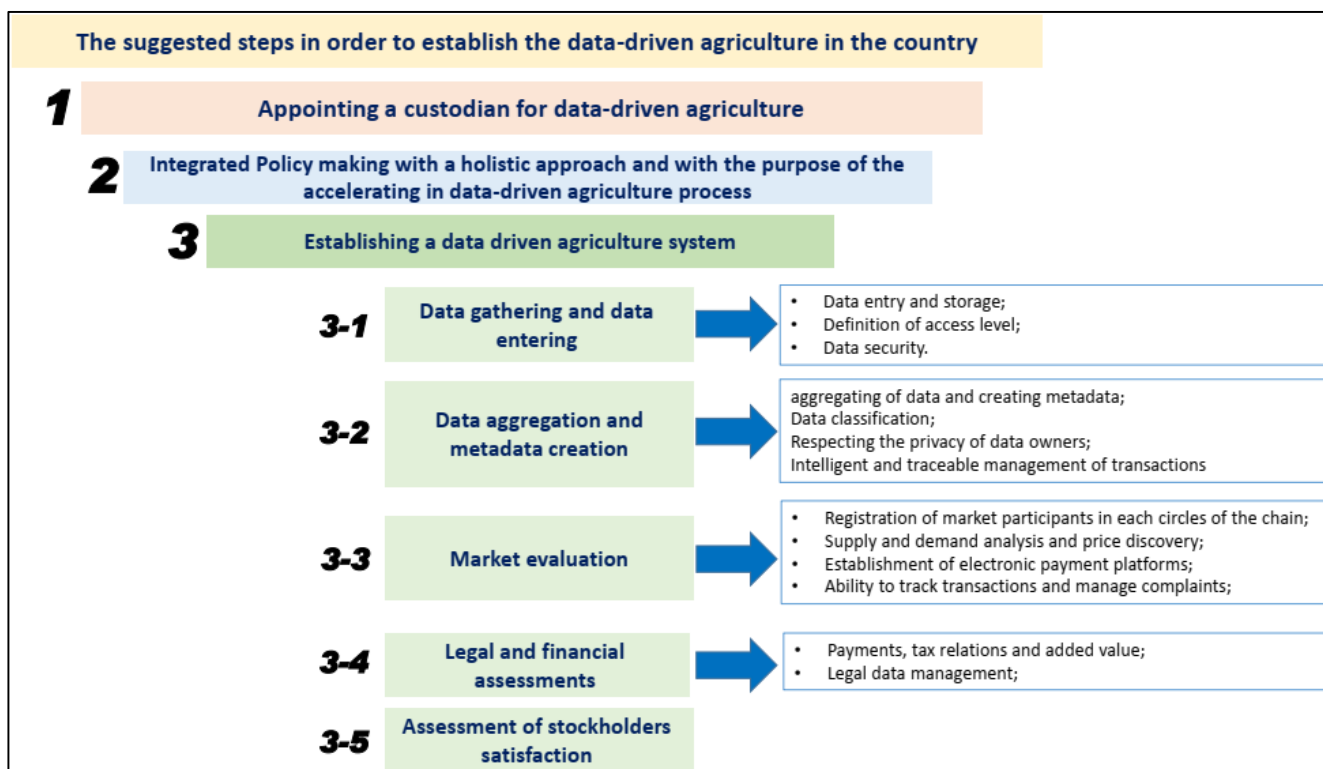 The suggested steps in order to establish the data-driven agriculture in the country
1
Appointing a custodian for data-driven agriculture
2
Integrated Policy making with a holistic approach and with the purpose of the
accelerating in data-driven agriculture process
3
Establishing a data driven agriculture system
3-1
Data gathering and data
entering
• Data entry and storage;
• Definition of access level;
• Data security.
3-2
Data aggregation and
metadata creation
aggregating of data and creating metadata;
Data classification;
Respecting the privacy of data owners;
Intelligent and traceable management of transactions
3-3
Market evaluation
• Registration of market participants in each circles of the chain;
• Supply and demand analysis and price discovery;
• Establishment of electronic payment platforms;
• Ability to track transactions and manage complaints;
3-4
Legal and financial
assessments
• Payments, tax relations and added value;
• Legal data management;
3-5
Assessment of stockholders
satisfaction